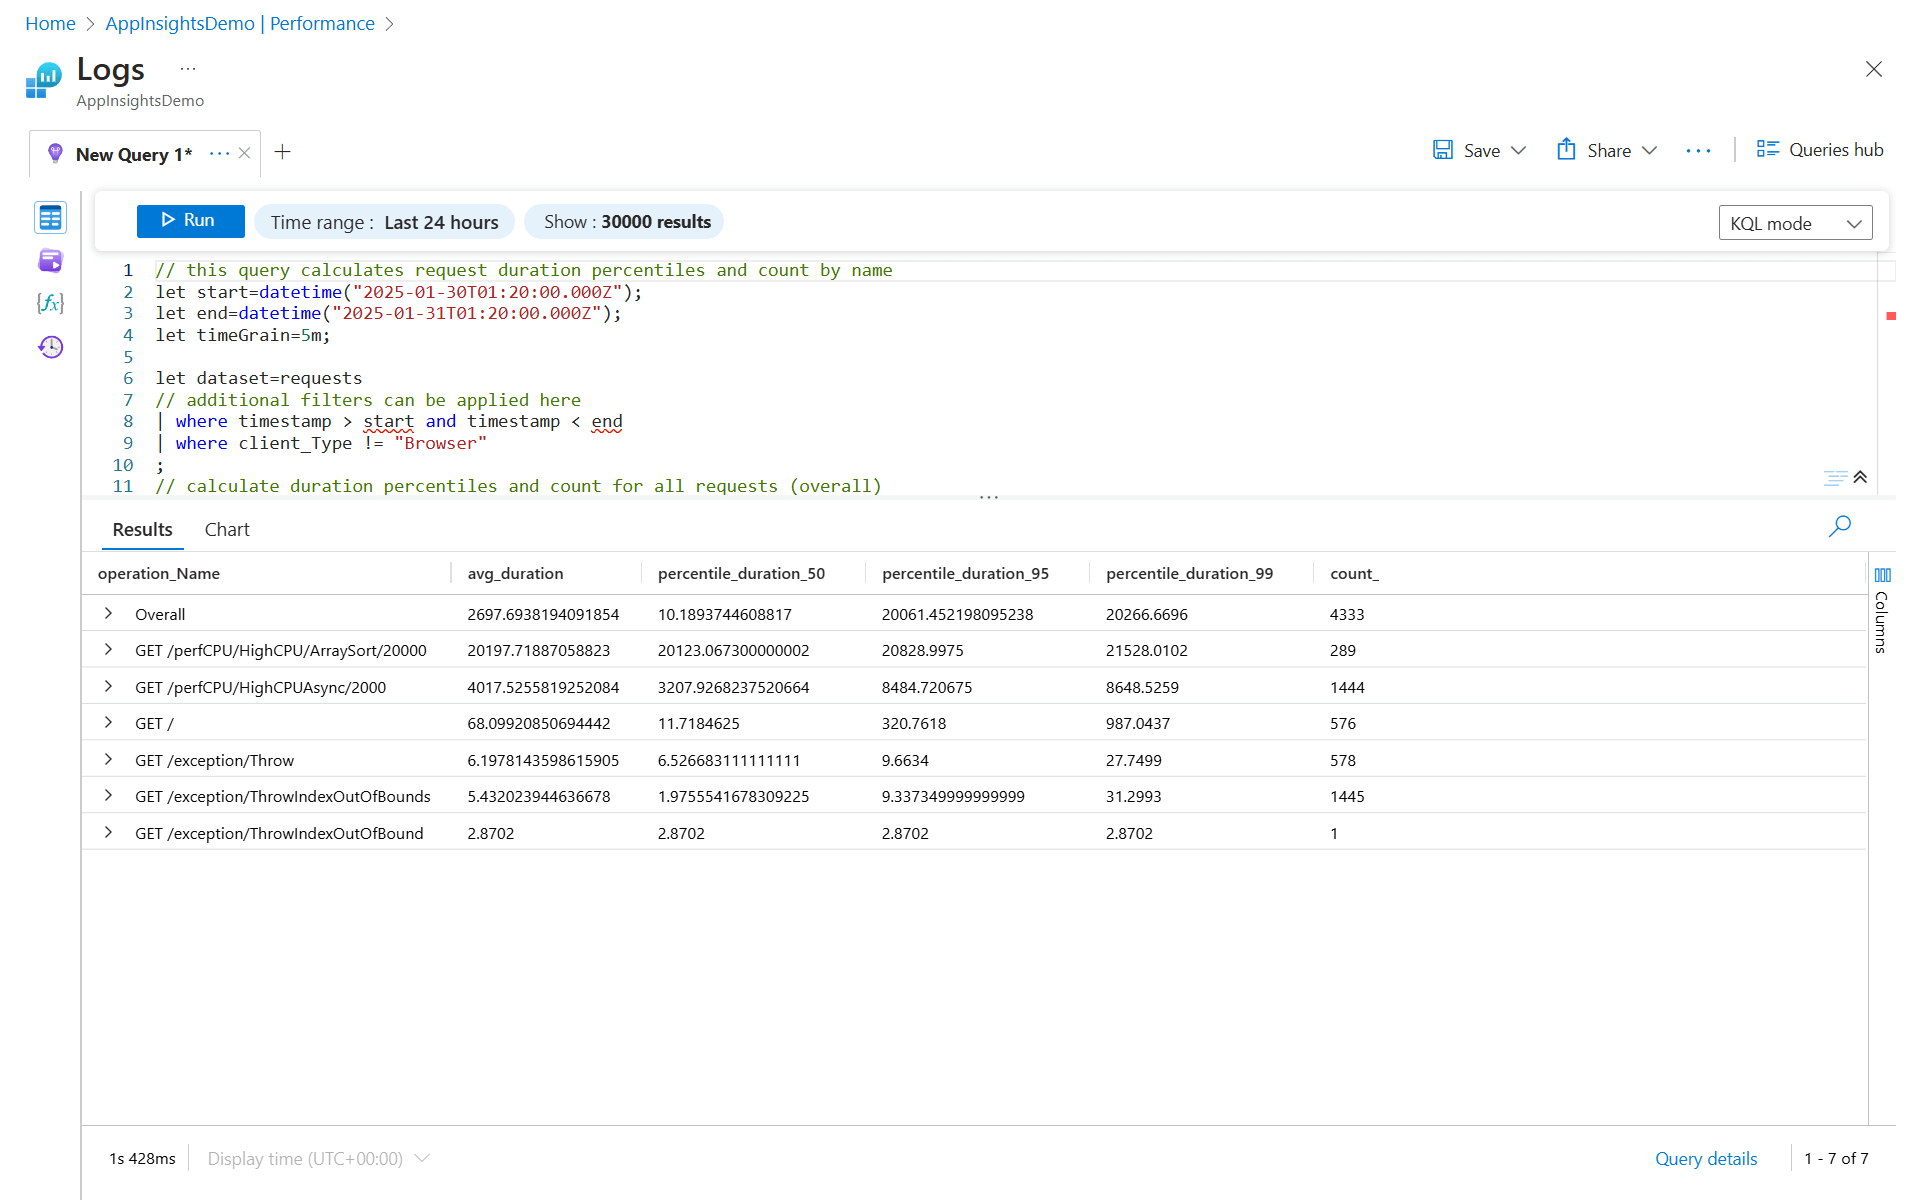 Home > AppInsightsDemo | Performance >
Logs ...
AppInsightsDemo
New Query 1* ...
Save
Share
...
Queries hub
Run
Time range : Last 24 hours
Show : 30000 results
KQL mode
1 // this query calculates request duration percentiles and count by name
2 let start=datetime("2025-01-30T01:20:00.000Z");
3 let end=datetime("2025-01-31T01:20:00.000Z");
4 let timeGrain=5m;
5
6 let dataset=requests
7 // additional filters can be applied here
8 | where timestamp > start and timestamp < end
9 | where client_Type != "Browser"
10 ;
11 // calculate duration percentiles and count for all requests (overall)
...
Results Chart
operation_Name avg_duration percentile_duration_50 percentile_duration_95 percentile_duration_99 count_
Overall 2697.6938194091854 10.1893744608817 20061.452198095238 20266.6696 4333
GET /perfCPU/HighCPU/ArraySort/20000 20197.71887058823 20123.067300000002 20828.9975 21528.0102 289
GET /perfCPU/HighCPUAsync/2000 4017.5255819252084 3207.9268237520664 8484.720675 8648.5259 1444
GET / 68.09920850694442 11.7184625 320.7618 987.0437 576
GET /exception/Throw 6.1978143598615905 6.526683111111111 9.6634 27.7499 578
GET /exception/ThrowIndexOutOfBounds 5.432023944636678 1.9755541678309225 9.337349999999999 31.2993 1445
GET /exception/ThrowIndexOutOfBound 2.8702 2.8702 2.8702 2.8702 1
Columns
1s 428ms
Display time (UTC+00:00)
Query details
1 - 7 of 7